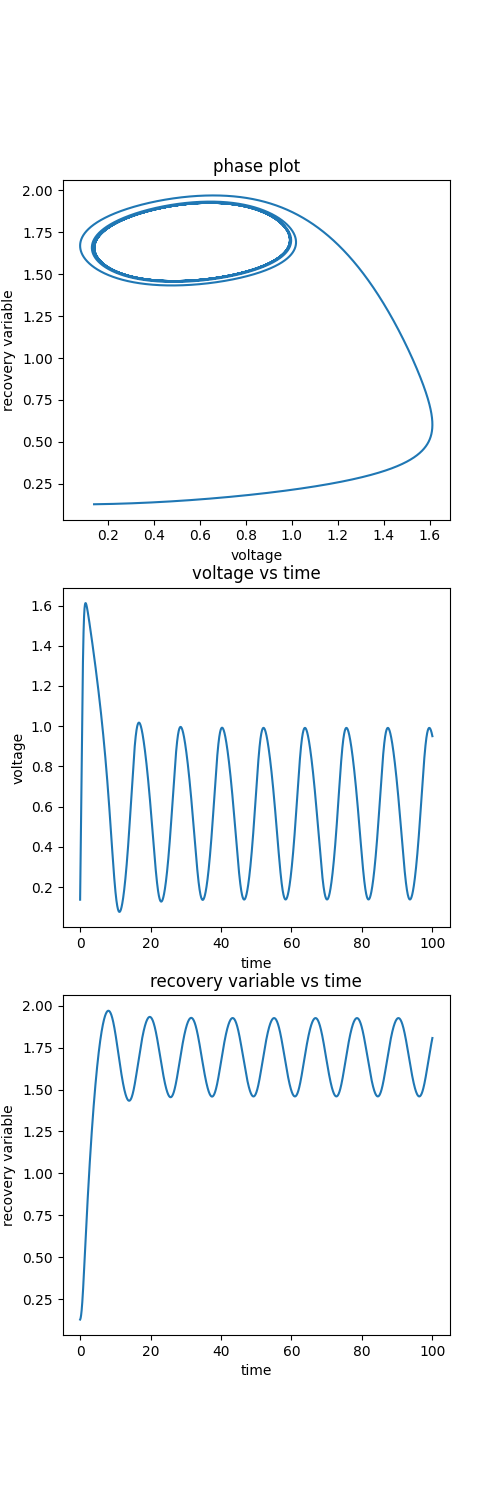 phase plot
2.00
1.75
1.50
1.25
1.00
0.75
0.50
0.25
recovery variable
0.2 0.4 0.6 0.8 1.0 1.2 1.4 1.6
voltage
voltage vs time
1.6
1.4
1.2
1.0
0.8
0.6
0.4
0.2
voltage
0 20 40 60 80 100
time
recovery variable vs time
2.00
1.75
1.50
1.25
1.00
0.75
0.50
0.25
recovery variable
0 20 40 60 80 100
time